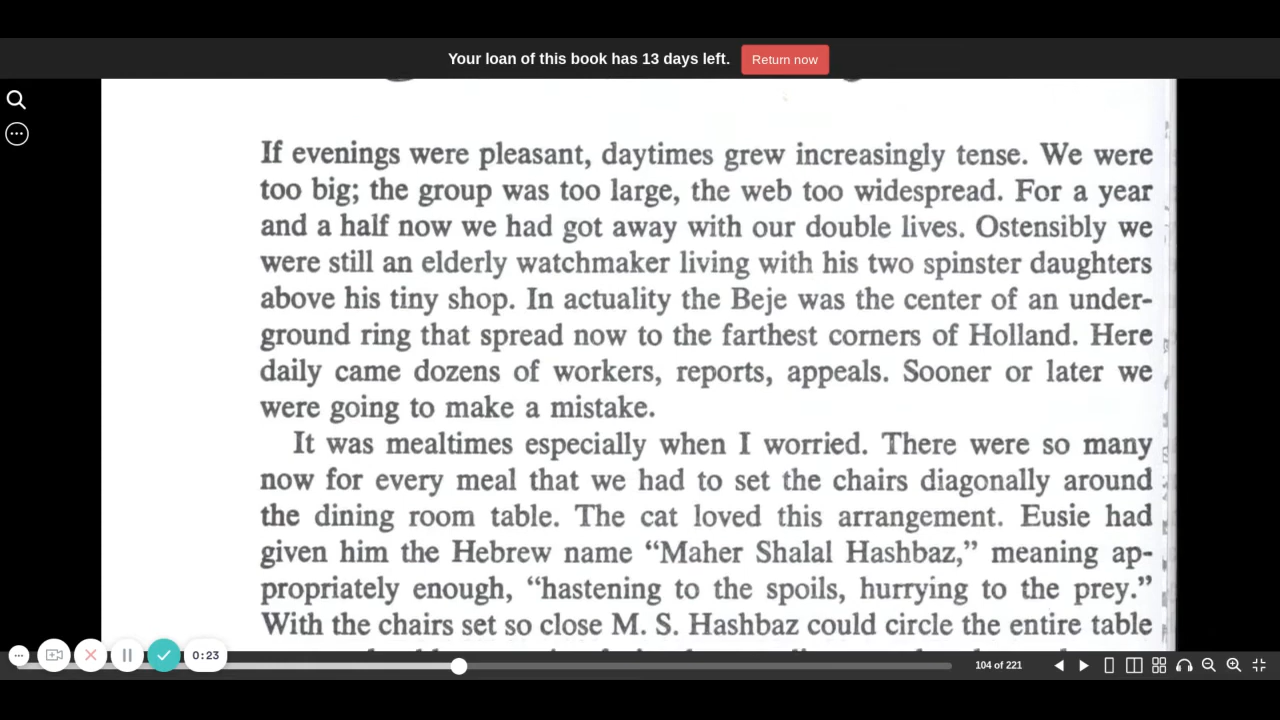 Your loan of this book has 13 days left. Return now
If evenings were pleasant, daytimes grew increasingly tense. We were
too big; the group was too large, the web too widespread. For a year
and a half now we had got away with our double lives. Ostensibly we
were still an elderly watchmaker living with his two spinster daughters
above his tiny shop. In actuality the Beje was the center of an under-
ground ring that spread now to the farthest corners of Holland. Here
daily came dozens of workers, reports, appeals. Sooner or later we
were going to make a mistake.
It was mealtimes especially when I worried. There were so many
now for every meal that we had to set the chairs diagonally around
the dining room table. The cat loved this arrangement. Eusie had
given him the Hebrew name “Maher Shalal Hashbaz,” meaning ap-
propriately enough, “hastening to the spoils, hurrying to the prey.”
With the chairs set so close M. S. Hashbaz could circle the entire table
0:23
104 of 221